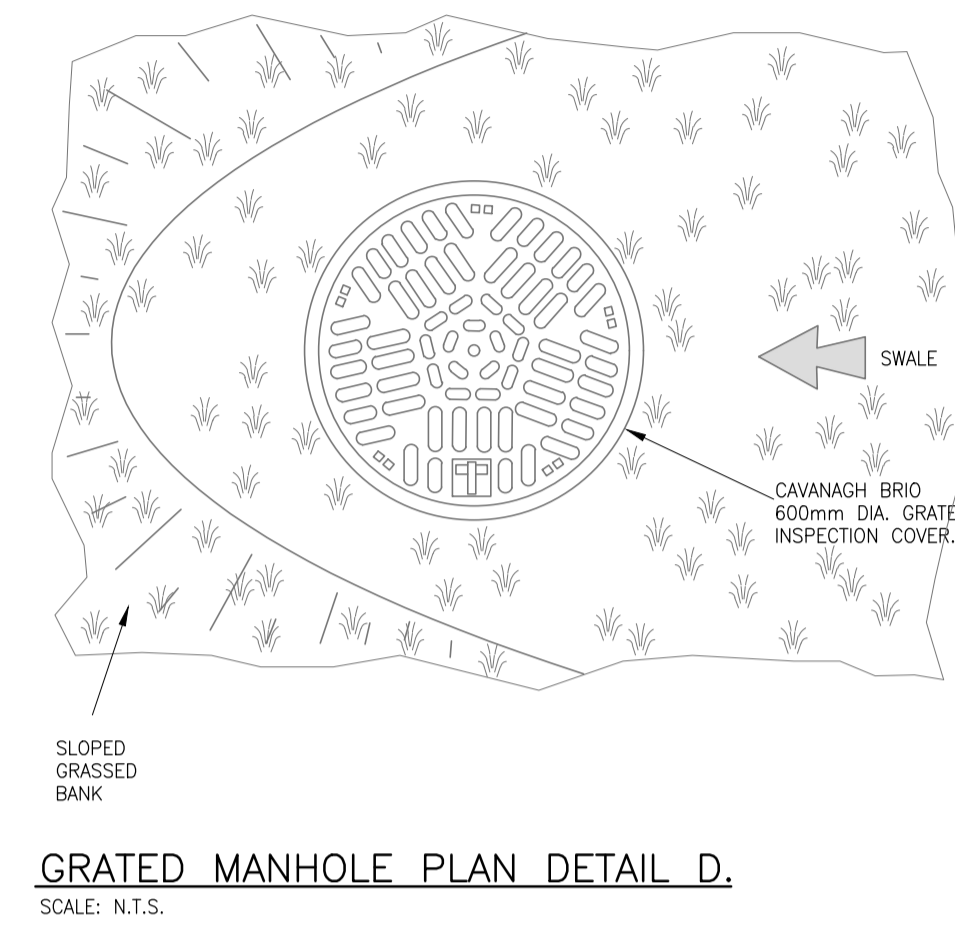 SWALE
CAVANAGH BRIO
600mm DIA. GRATE
INSPECTION COVER.
SLOPED
GRASSED
BANK
GRATED MANHOLE PLAN DETAIL D.
SCALE: N.T.S.